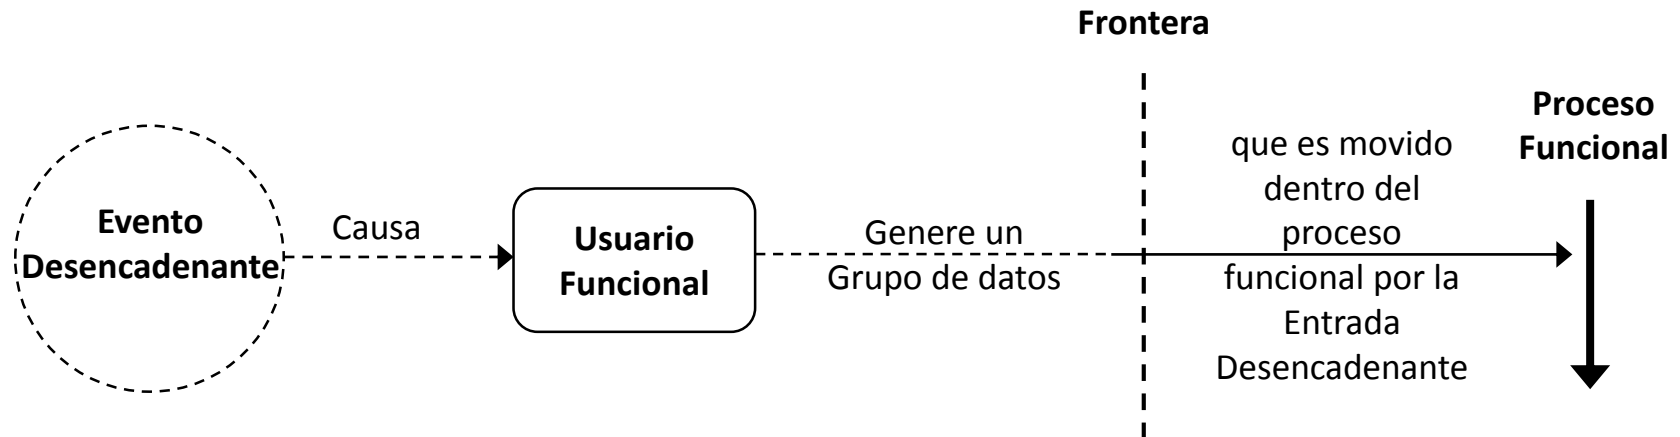 Frontera
Evento
Desencadenante
Causa
Usuario
Funcional
Genere un
Grupo de datos
que es movido
dentro del
proceso
funcional por la
Entrada
Desencadenante
Proceso
Funcional